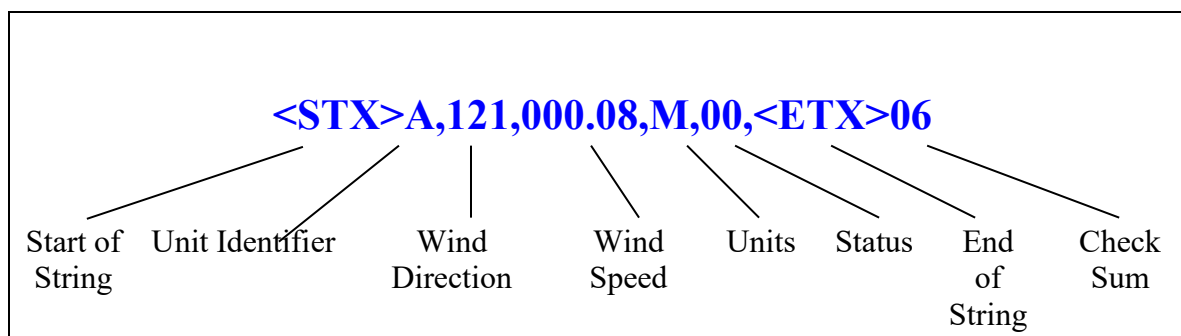 <STX>A,121,000.08,M,00,<ETX>06
Start of String
Unit Identifier
Wind Direction
Wind Speed
Units
Status
End of String
Check Sum